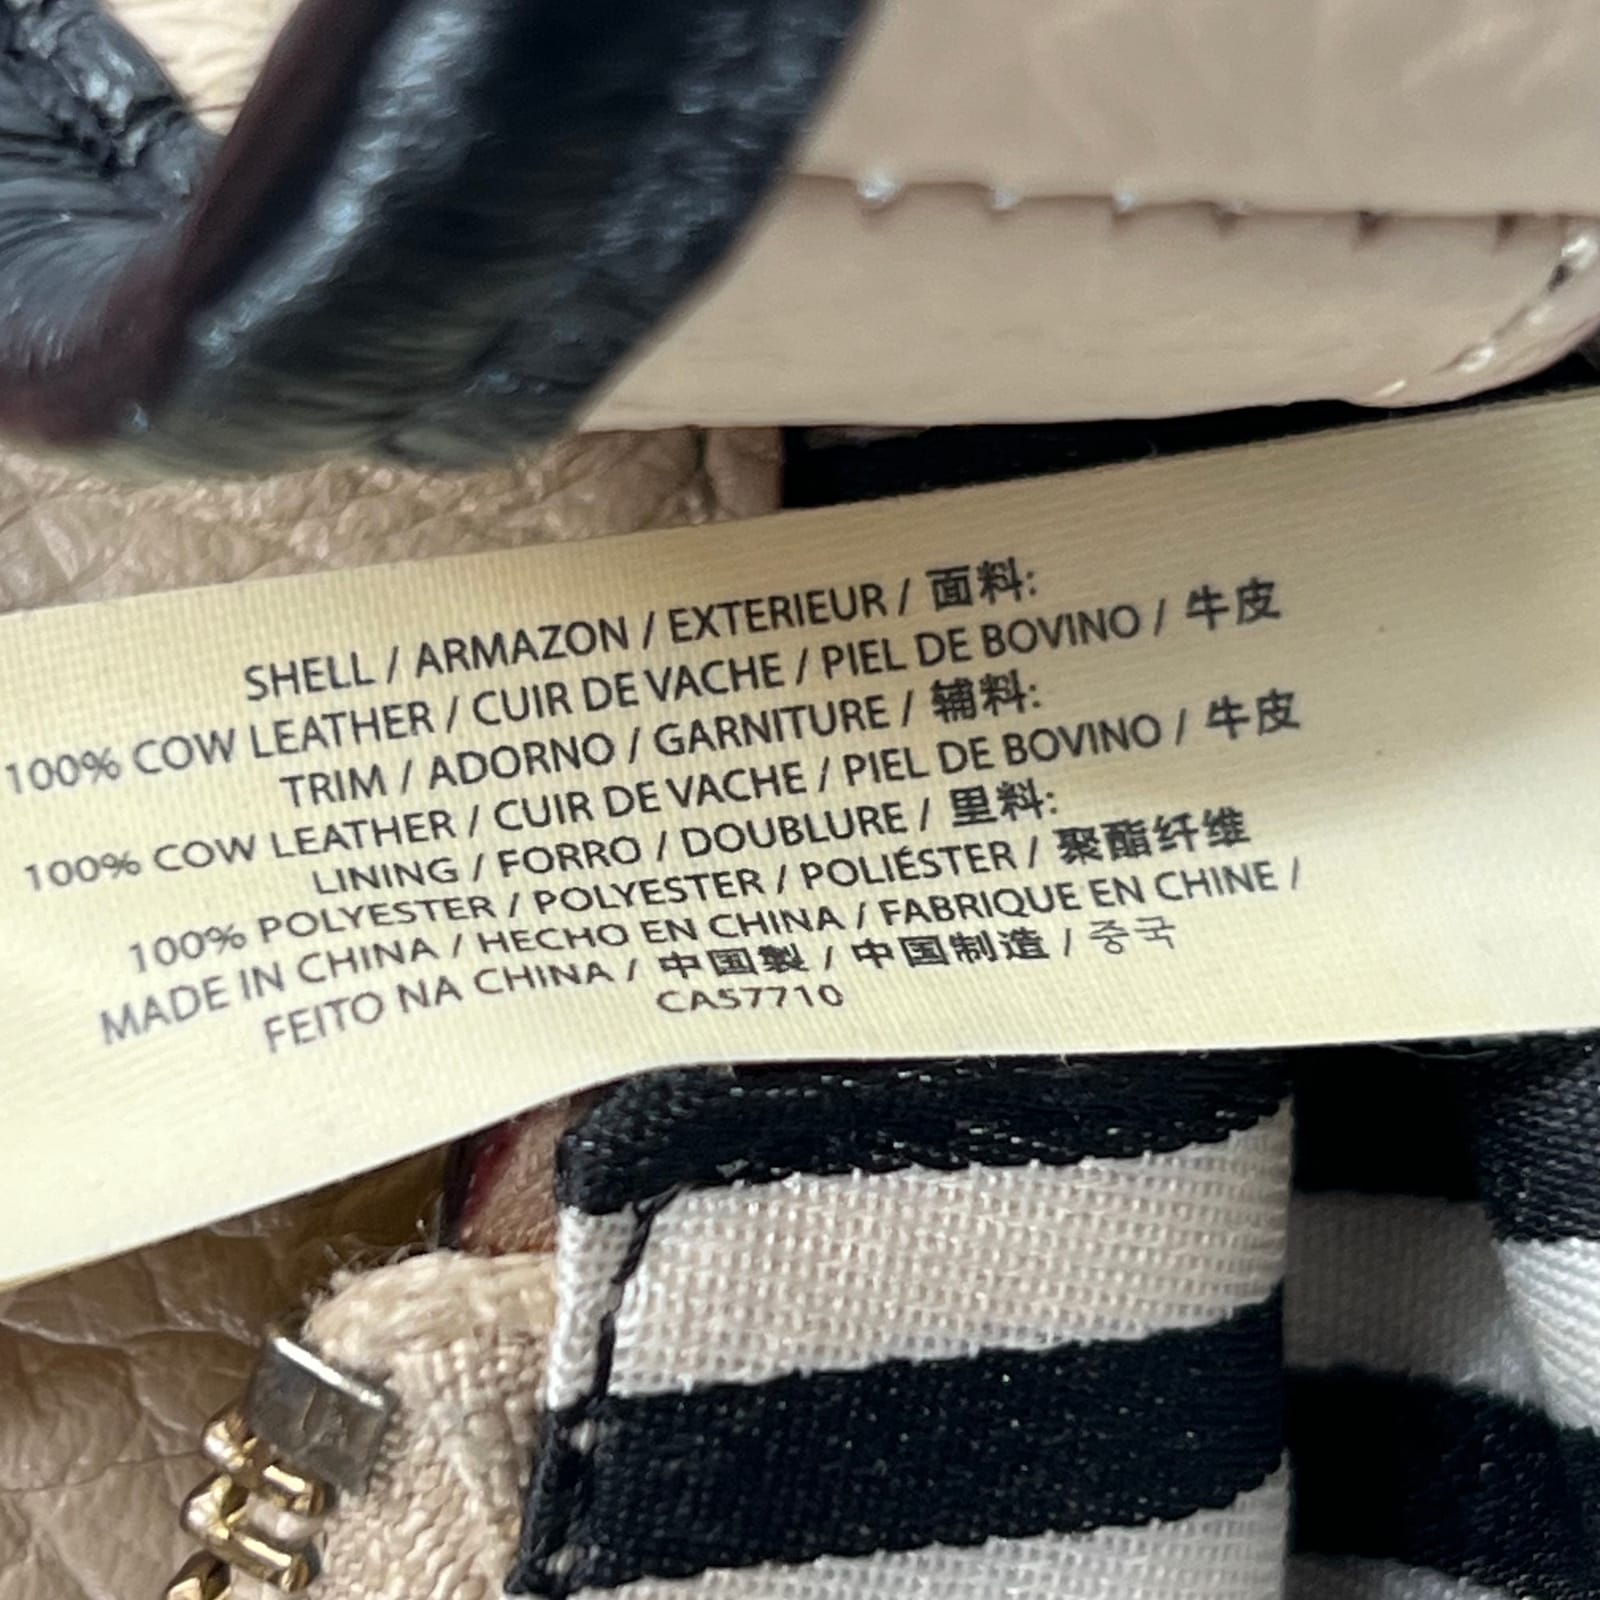 SHELL / ARMAZON / EXTERIEUR / 面料:
100% COW LEATHER / CUIR DE VACHE / PIEL DE BOVINO / 牛皮
TRIM / ADORNO / GARNITURE / 辅料:
100% COW LEATHER / CUIR DE VACHE / PIEL DE BOVINO / 牛皮
LINING / FORRO / DOUBLURE / 里料:
100% POLYESTER / POLYESTER / POLIÉSTER / 聚酯纤维
MADE IN CHINA / HECHO EN CHINA / FABRIQUE EN CHINE /
FEITO NA CHINA / 中国製 / 中国制造 / 중국
CA57710